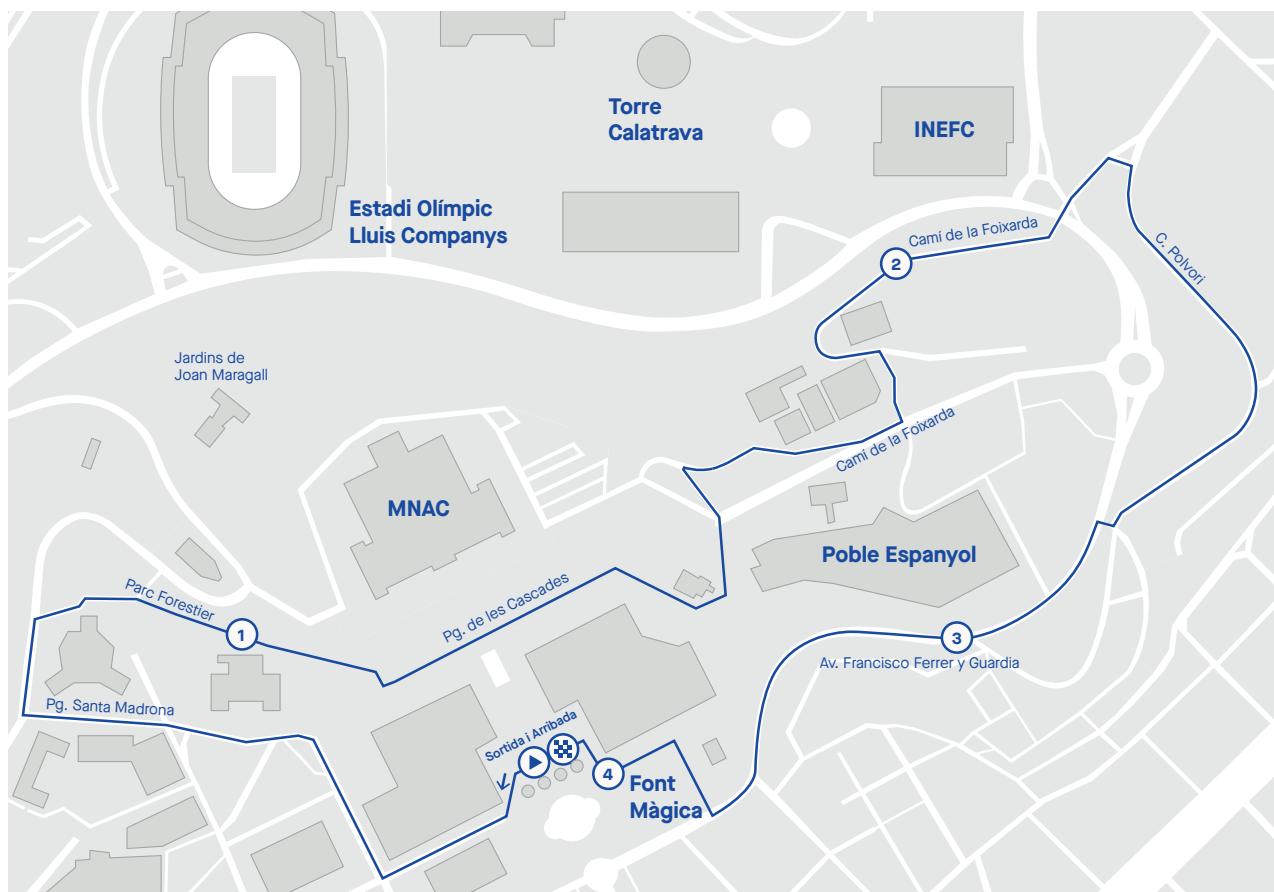 Torre
Calatrava
INEFC
Estadi Olímpic
Lluis Companys
Camí de la Foixarda
2
C. Polvori
Jardins de
Joan Maragall
Camí de la Foixarda
MNAC
Poble Espanyol
Parc Forestier
1
Pg. de les Cascades
3
Av. Francisco Ferrer y Guardia
Pg. Santa Madrona
Sortida i Arribada
4
Font
Màgica